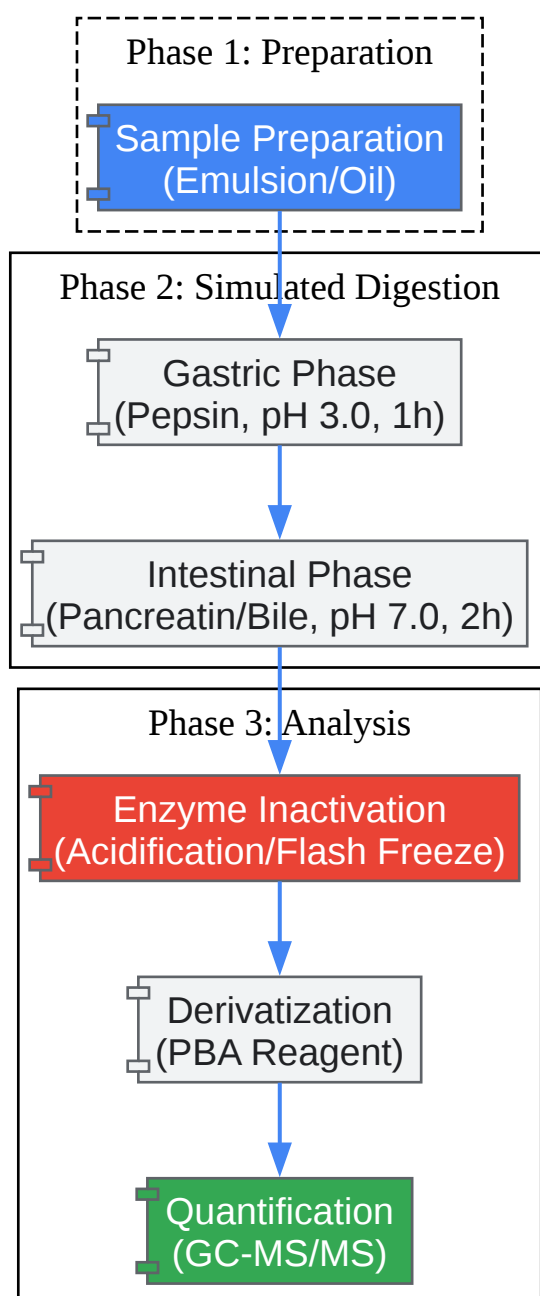 Phase 1: Preparation
Sample Preparation
(Emulsion/Oil)
Phase 2: Simulated Digestion
Gastric Phase
(Pepsin, pH 3.0, 1h)
Intestinal Phase
(Pancreatin/Bile, pH 7.0, 2h)
Phase 3: Analysis
Enzyme Inactivation
(Acidification/Flash Freeze)
Derivatization
(PBA Reagent)
Quantification
(GC-MS/MS)